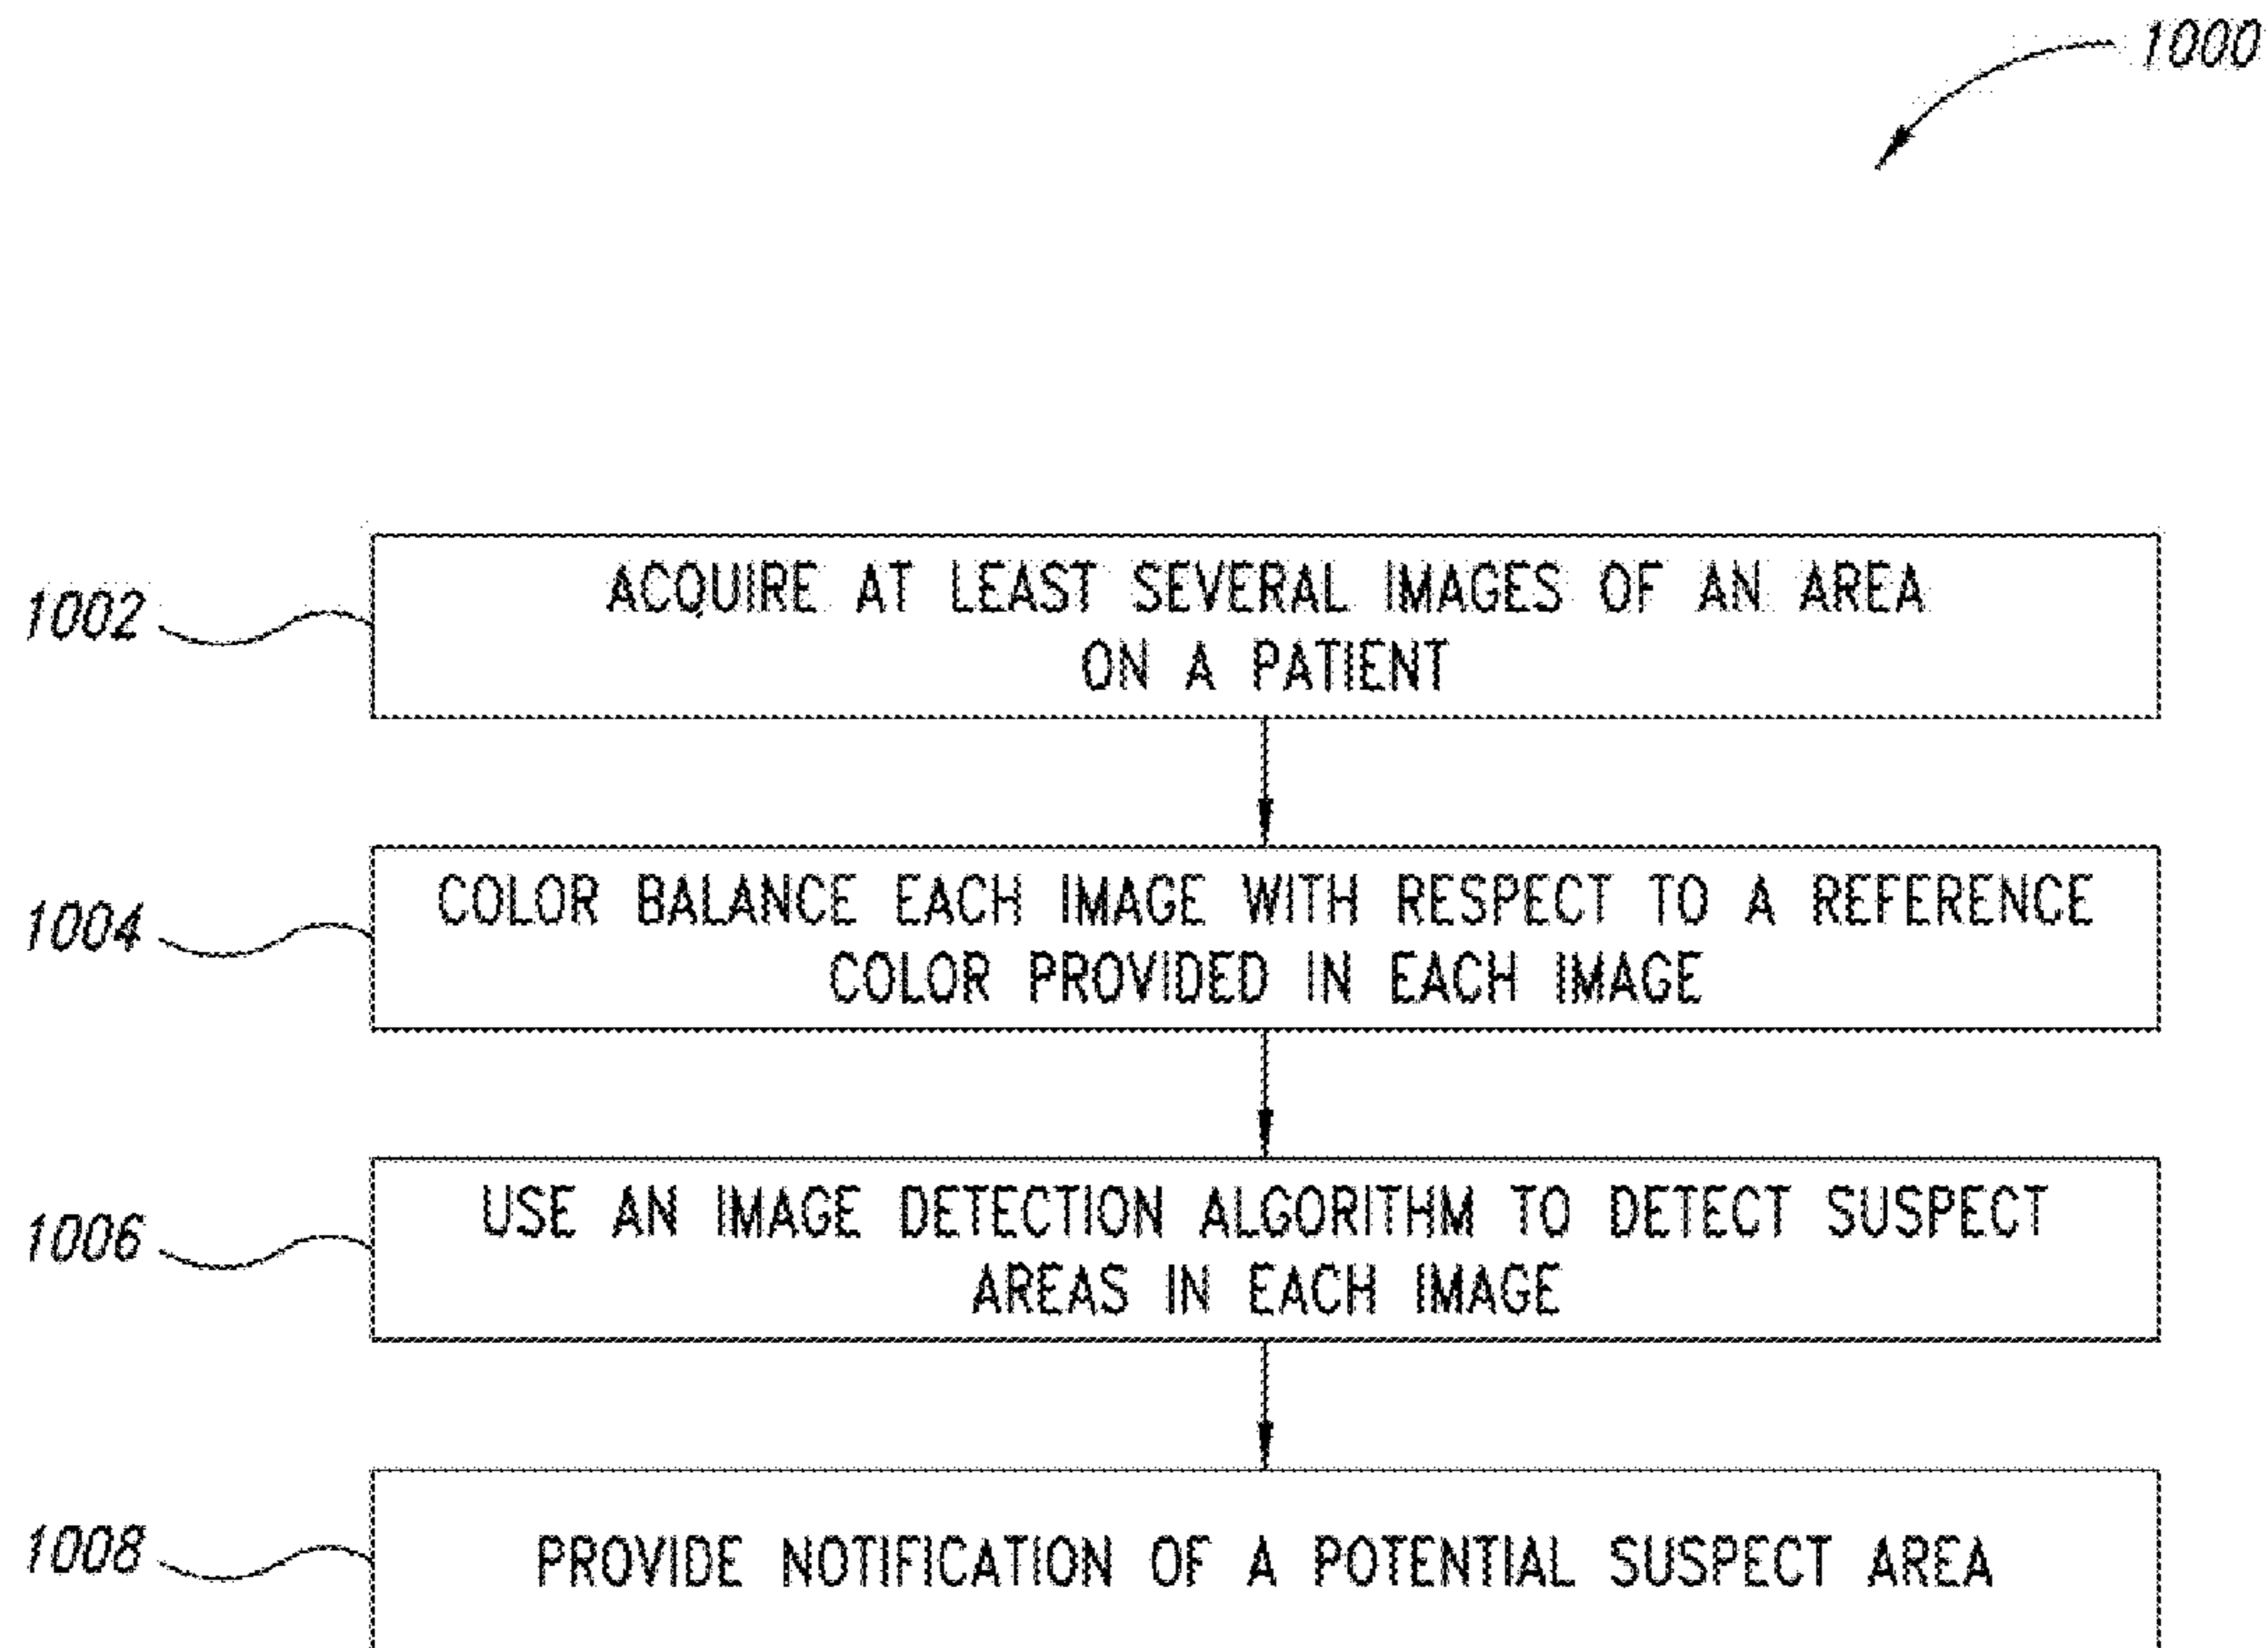 1000
1002
ACQUIRE AT LEAST SEVERAL IMAGES OF AN AREA
ON A PATIENT
1004
COLOR BALANCE EACH IMAGE WITH RESPECT TO A REFERENCE
COLOR PROVIDED IN EACH IMAGE
1006
USE AN IMAGE DETECTION ALGORITHM TO DETECT SUSPECT
AREAS IN EACH IMAGE
1008
PROVIDE NOTIFICATION OF A POTENTIAL SUSPECT AREA